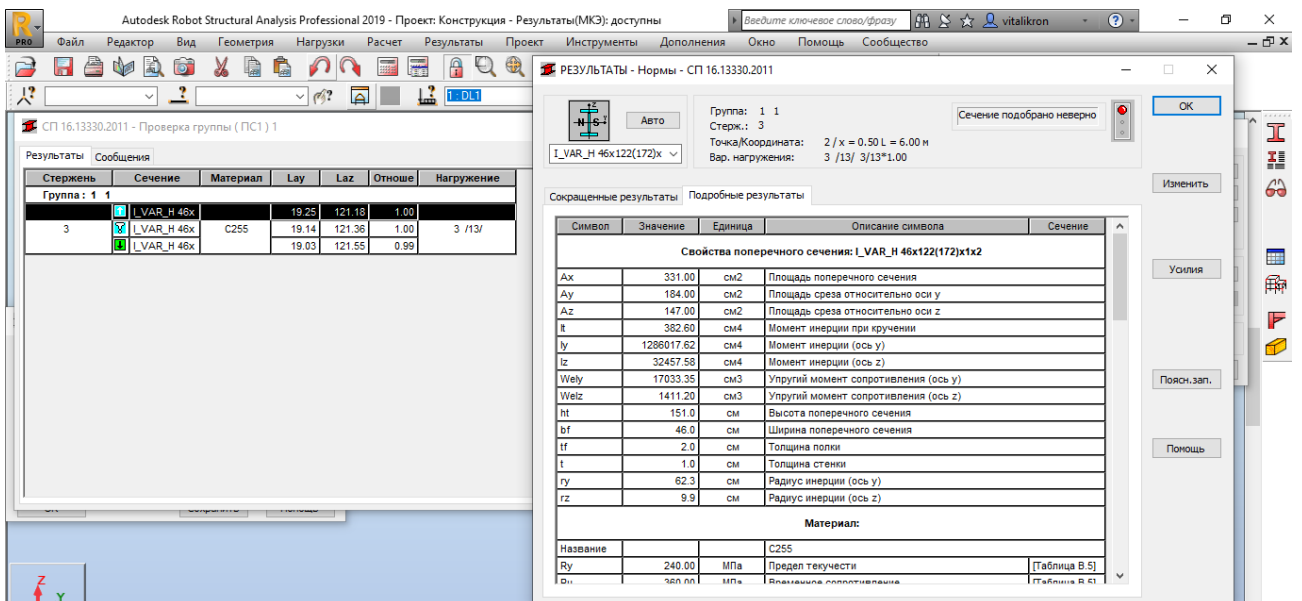 Autodesk Robot Structural Analysis Professional 2019 - Проект: Конструкция - Результаты(МКЭ): доступны
Введите ключевое слово/фразу
vitalikron
PRO
Файл Редактор Вид Геометрия Нагрузки Расчет Результаты Проект Инструменты Дополнения Окно Помощь Сообщество
1 : DL1
СП 16.13330.2011 - Проверка группы ( ПС1 ) 1
Результаты Сообщения
Стержень Сечение Материал Lay Laz Отноше Нагружение
Группа : 1 1
I_VAR_H 46x 19.25 121.18 1.00
3 I_VAR_H 46x C255 19.14 121.36 1.00 3 /13/
I_VAR_H 46x 19.03 121.55 0.99
РЕЗУЛЬТАТЫ - Нормы - СП 16.13330.2011
Авто
I_VAR_H 46x122(172)x
Группа: 1 1
Стерж.: 3
Точка/Координата: 2 / x = 0.50 L = 6.00 м
Вар. нагружения: 3 /13/ 3/13*1.00
Сечение подобрано неверно
OK
Изменить
Усилия
Поясн.зап.
Помощь
Сокращенные результаты Подробные результаты
Символ Значение Единица Описание символа Сечение
Свойства поперечного сечения: I_VAR_H 46x122(172)x1x2
Ax 331.00 см2 Площадь поперечного сечения
Ay 184.00 см2 Площадь среза относительно оси y
Az 147.00 см2 Площадь среза относительно оси z
It 382.60 см4 Момент инерции при кручении
Iy 1286017.62 см4 Момент инерции (ось y)
Iz 32457.58 см4 Момент инерции (ось z)
Wely 17033.35 см3 Упругий момент сопротивления (ось y)
Welz 1411.20 см3 Упругий момент сопротивления (ось z)
ht 151.0 см Высота поперечного сечения
bf 46.0 см Ширина поперечного сечения
tf 2.0 см Толщина полки
t 1.0 см Толщина стенки
ry 62.3 см Радиус инерции (ось y)
rz 9.9 см Радиус инерции (ось z)
Материал:
Название C255
Ry 240.00 МПа Предел текучести [Таблица B.5]
Ru 360.00 МПа Временное сопротивление [Таблица B.5]
Z
Y